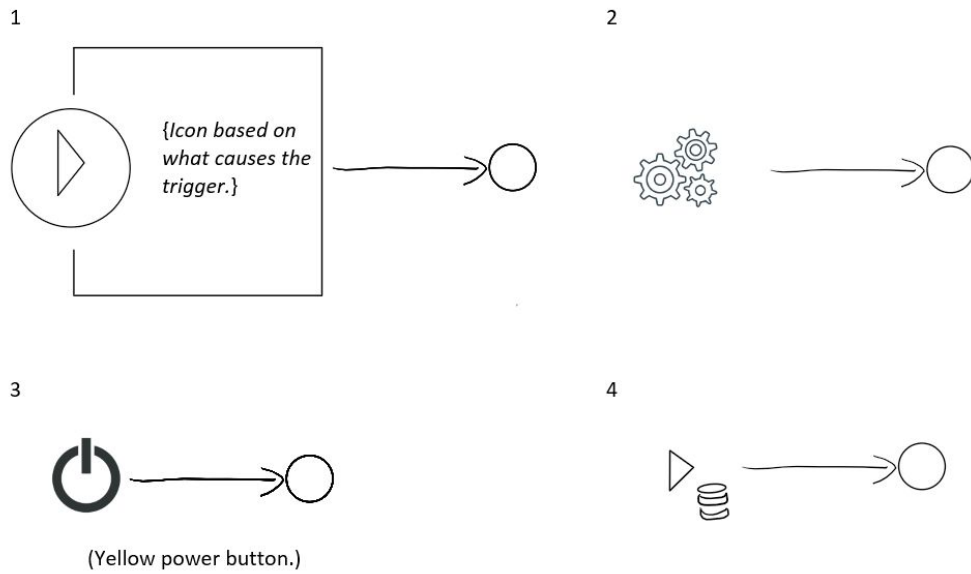 1
2
{Icon based on
what causes the
trigger.}
3
4
(Yellow power button.)